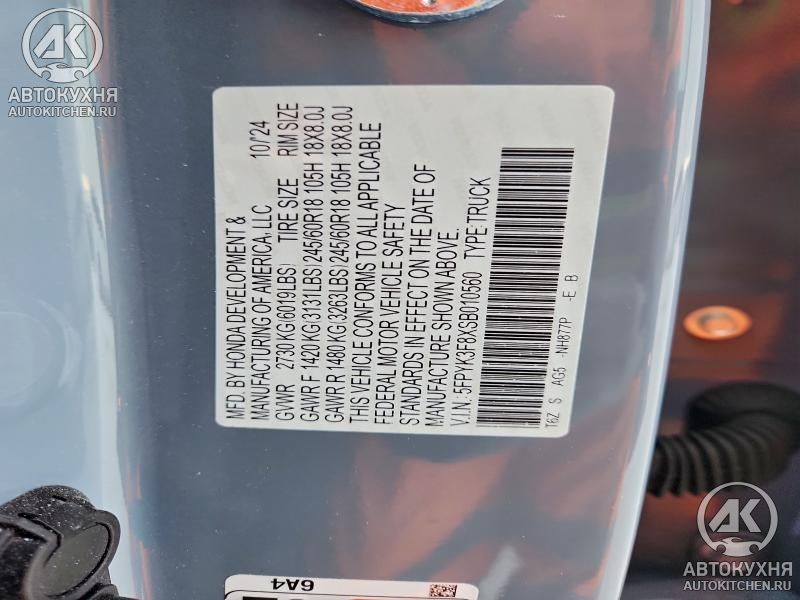 AK
АВТОКУХНЯ
AUTOKITCHEN.RU
MFD. BY HONDA DEVELOPMENT &
MANUFACTURING OF AMERICA, LLC 10/24
GVWR 2730 KG(6019LBS) TIRE SIZE RIM SIZE
GAWR F 1420 KG(3131LBS) 245/60R18 105H 18X8.0J
GAWR R 1480 KG(3263LBS) 245/60R18 105H 18X8.0J
THIS VEHICLE CONFORMS TO ALL APPLICABLE
FEDERAL MOTOR VEHICLE SAFETY
STANDARDS IN EFFECT ON THE DATE OF
MANUFACTURE SHOWN ABOVE.
V.I.N.: 5FPYK3F8XSB010560 TYPE: TRUCK
T6Z S AG5 -NH877P -E B
6A4
AK
АВТОКУХНЯ
AUTOKITCHEN.RU